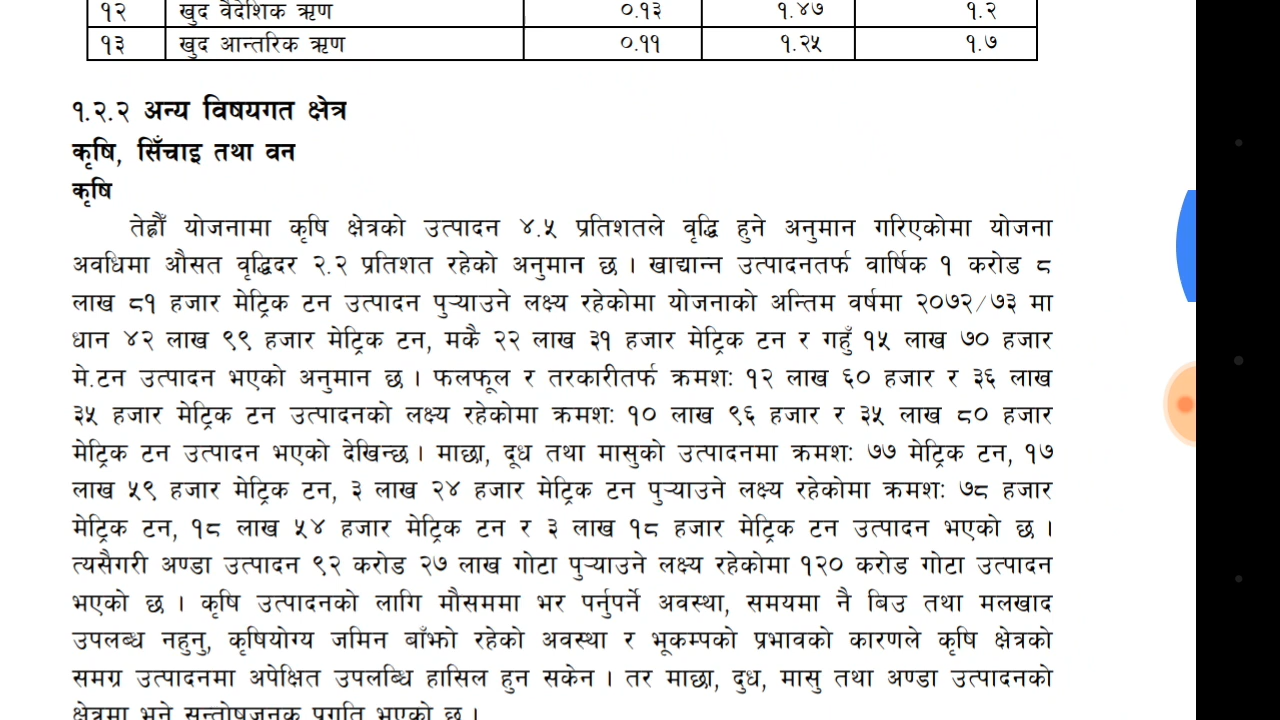 १२ खुद वैदेशिक ऋण ०.१३ १.४७ १.२
१३ खुद आन्तरिक ऋण ०.११ १.२५ १.७
१.२.२ अन्य विषयगत क्षेत्र
कृषि, सिँचाइ तथा वन
कृषि
तेह्रौँ योजनामा कृषि क्षेत्रको उत्पादन ४.५ प्रतिशतले वृद्धि हुने अनुमान गरिएकोमा योजना
अवधिमा औसत वृद्धिदर २.२ प्रतिशत रहेको अनुमान छ । खाद्यान्न उत्पादनतर्फ वार्षिक १ करोड ८
लाख ८१ हजार मेट्रिक टन उत्पादन पुऱ्याउने लक्ष्य रहेकोमा योजनाको अन्तिम वर्षमा २०७२/७३ मा
धान ४२ लाख ९९ हजार मेट्रिक टन, मकै २२ लाख ३१ हजार मेट्रिक टन र गहुँ १५ लाख ७० हजार
मे.टन उत्पादन भएको अनुमान छ । फलफूल र तरकारीतर्फ क्रमश: १२ लाख ६० हजार र ३६ लाख
३५ हजार मेट्रिक टन उत्पादनको लक्ष्य रहेकोमा क्रमश: १० लाख ९६ हजार र ३५ लाख ८० हजार
मेट्रिक टन उत्पादन भएको देखिन्छ । माछा, दूध तथा मासुको उत्पादनमा क्रमश: ७७ मेट्रिक टन, १७
लाख ५९ हजार मेट्रिक टन, ३ लाख २४ हजार मेट्रिक टन पुऱ्याउने लक्ष्य रहेकोमा क्रमश: ७८ हजार
मेट्रिक टन, १८ लाख ५४ हजार मेट्रिक टन र ३ लाख १८ हजार मेट्रिक टन उत्पादन भएको छ ।
त्यसैगरी अण्डा उत्पादन ९२ करोड २७ लाख गोटा पुऱ्याउने लक्ष्य रहेकोमा १२० करोड गोटा उत्पादन
भएको छ । कृषि उत्पादनको लागि मौसममा भर पर्नुपर्ने अवस्था, समयमा नै बिउ तथा मलखाद
उपलब्ध नहुनु, कृषियोग्य जमिन बाँझो रहेको अवस्था र भूकम्पको प्रभावको कारणले कृषि क्षेत्रको
समग्र उत्पादनमा अपेक्षित उपलब्धि हासिल हुन सकेन । तर माछा, दुध, मासु तथा अण्डा उत्पादनको
क्षेत्रमा भने सन्तोषजनक प्रगति भएको छ ।